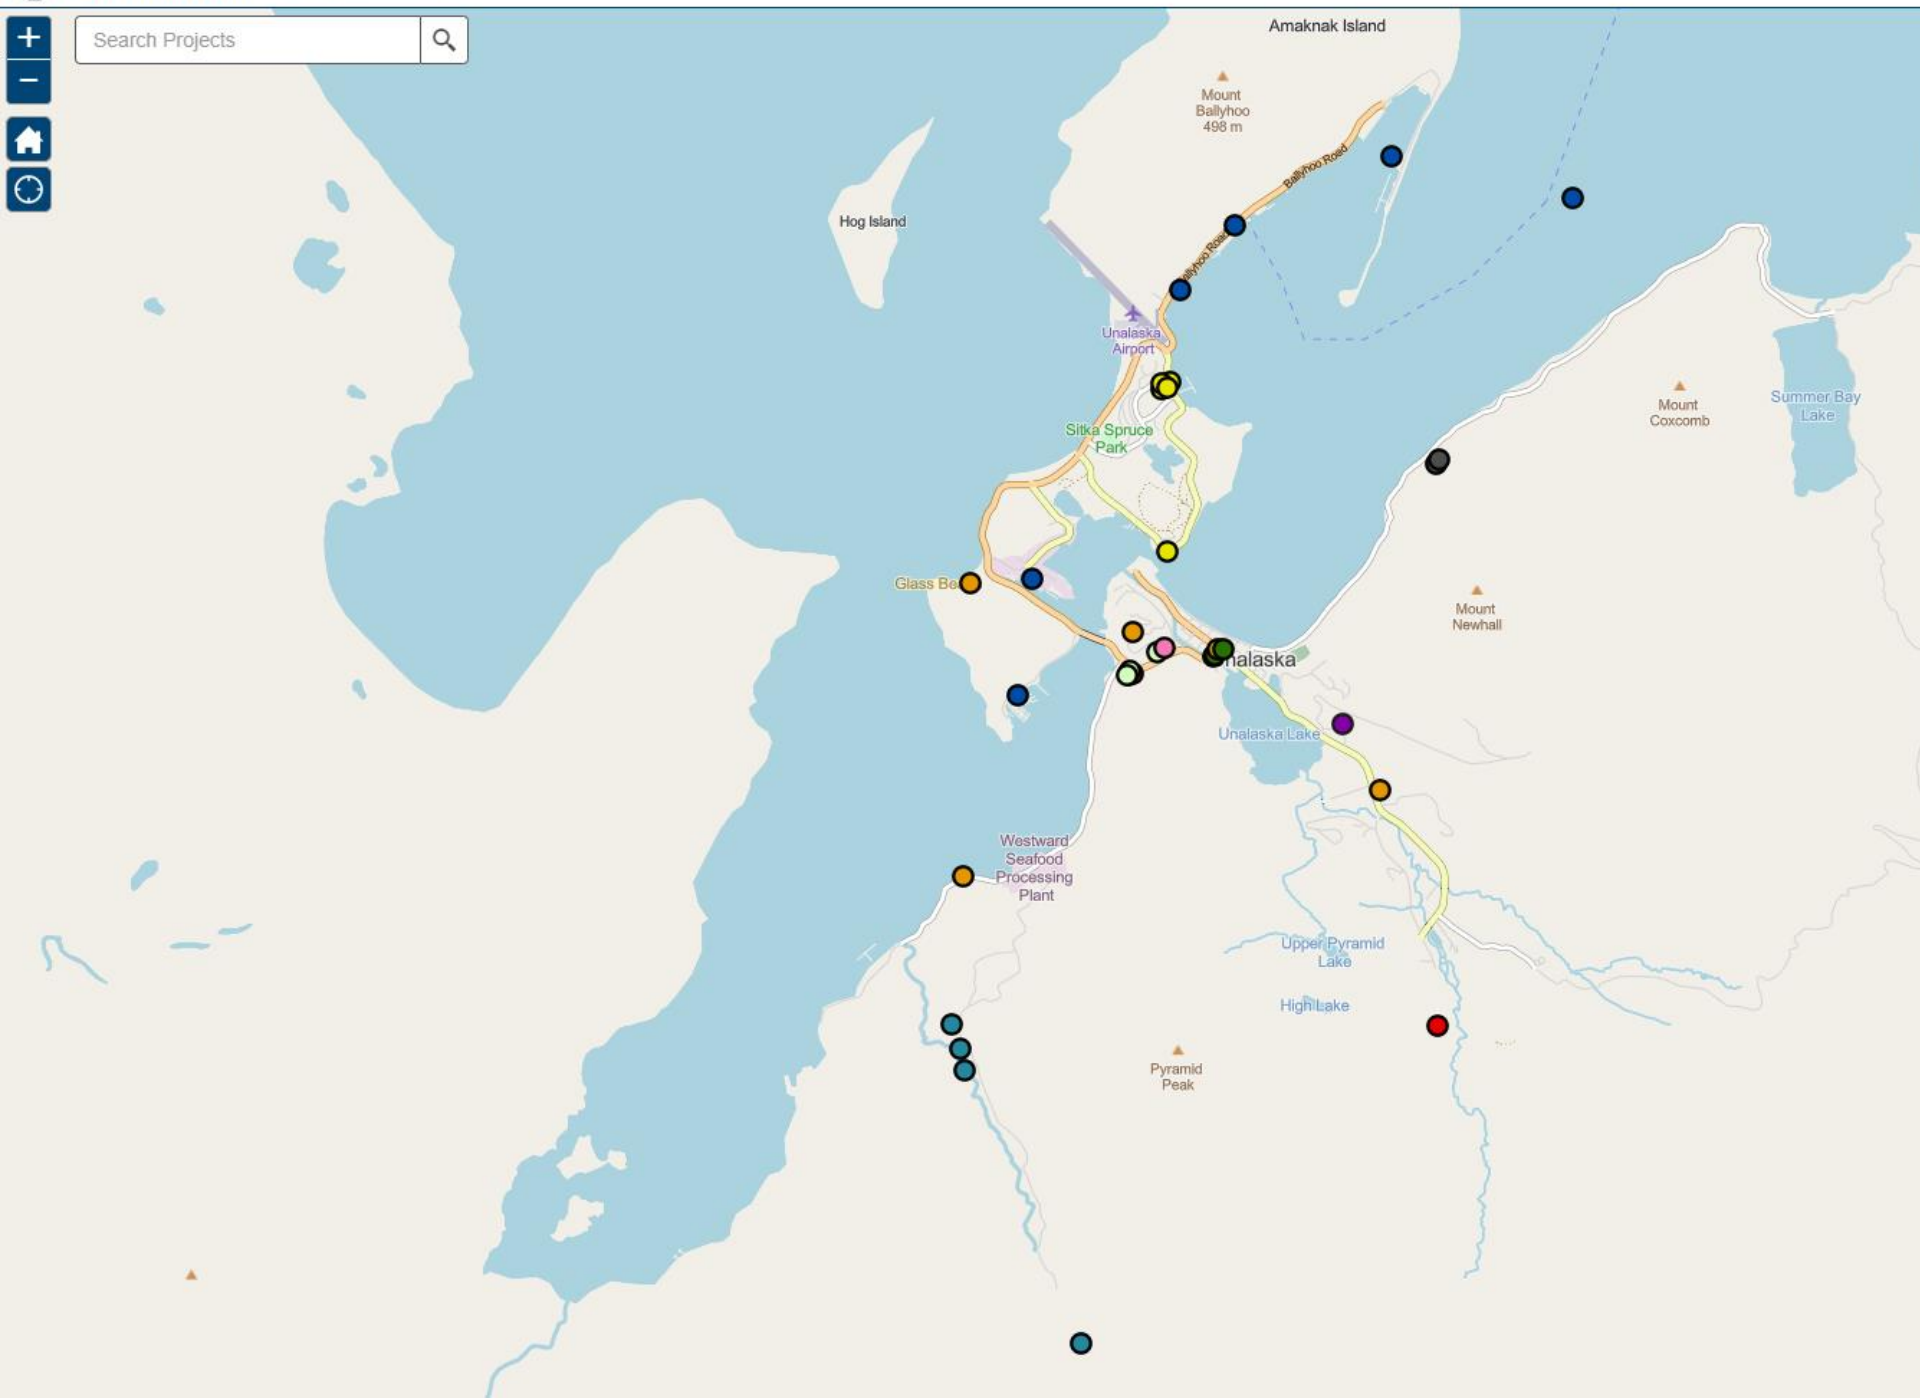 Search Projects
Amaknak Island
Mount
Ballyhoo
498 m
Ballyhoo Road
Hog Island
Ballyhoo Road
Unalaska
Airport
Mount
Coxcomb
Summer Bay
Lake
Sitka Spruce
Park
Glass Be
Mount
Newhall
nalaska
Unalaska Lake
Westward
Seafood
Processing
Plant
Upper Pyramid
Lake
High Lake
Pyramid
Peak